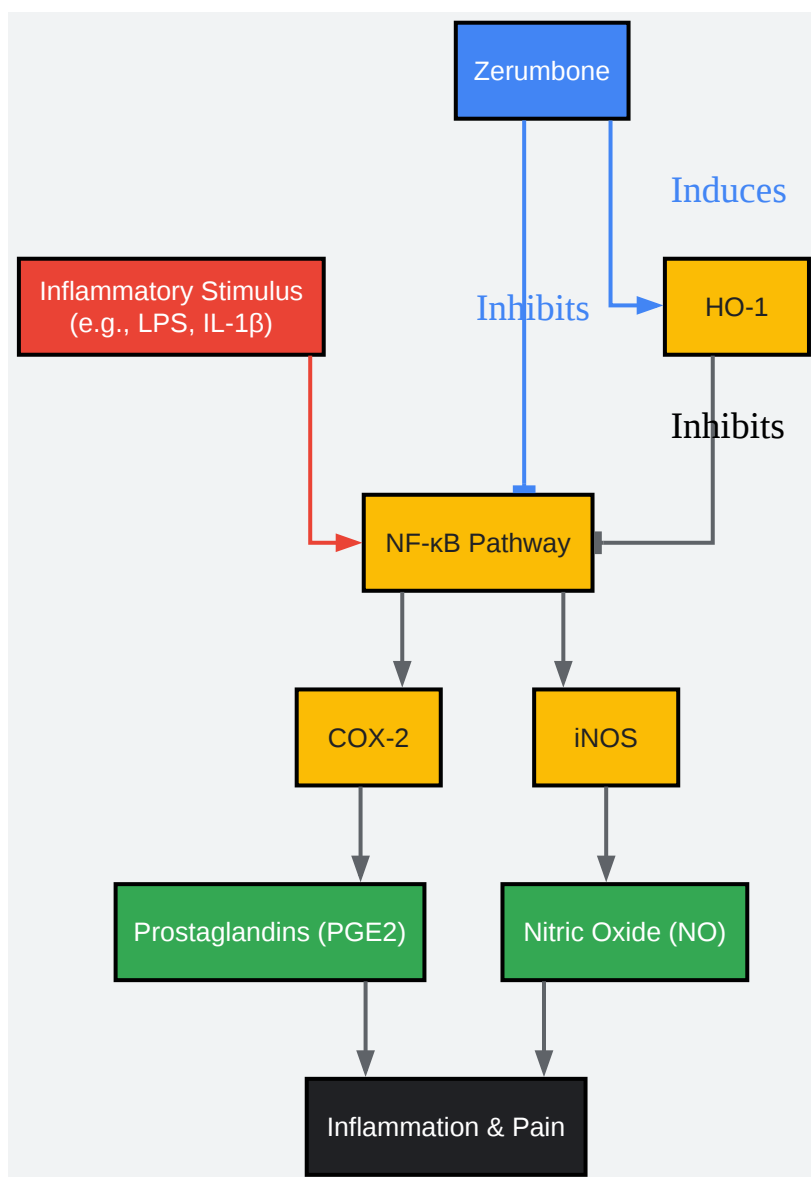 Zerumbone
Induces
Inflammatory Stimulus
(e.g., LPS, IL-1β)
Inhibits
HO-1
Inhibits
NF-κB Pathway
COX-2
iNOS
Prostaglandins (PGE2)
Nitric Oxide (NO)
Inflammation & Pain